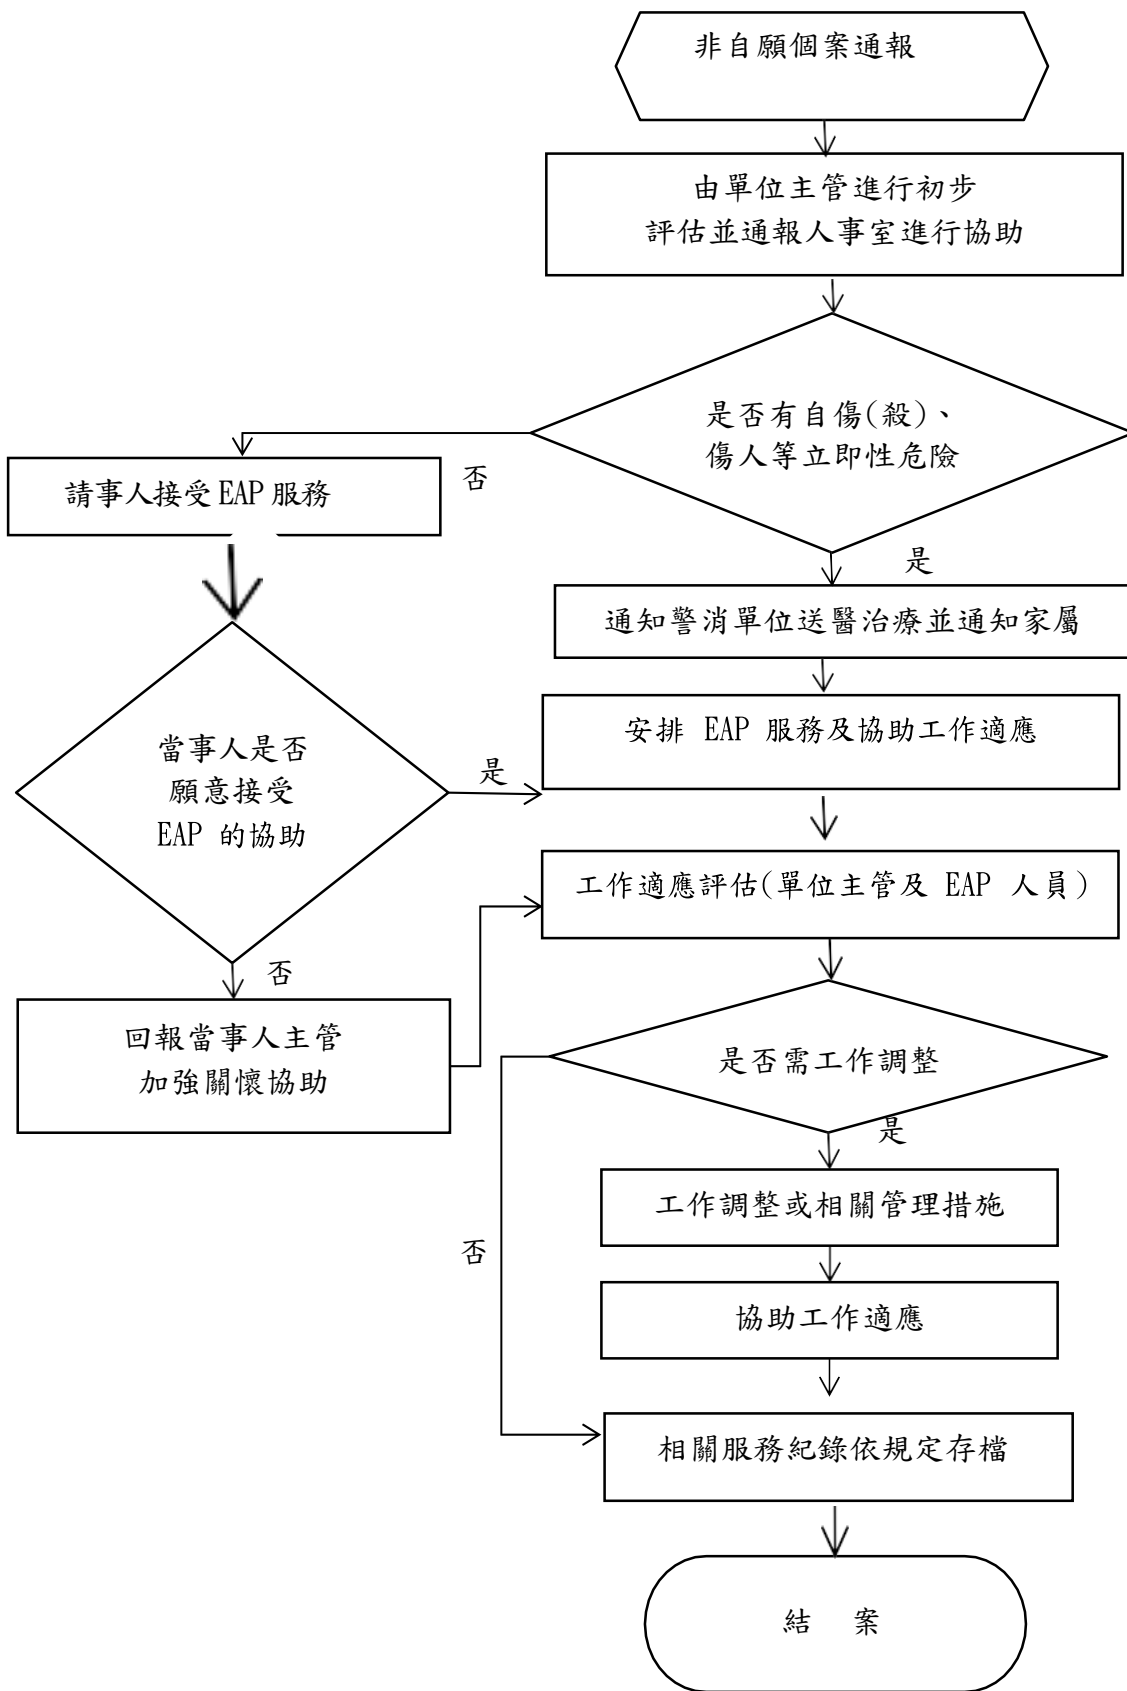 非自願個案通報
由單位主管進行初步
評估並通報人事室進行協助
是否有自傷(殺)、
傷人等立即性危險
否
請事人接受 EAP 服務
是
通知警消單位送醫治療並通知家屬
安排 EAP 服務及協助工作適應
當事人是否
願意接受
EAP 的協助
是
工作適應評估(單位主管及 EAP 人員)
否
回報當事人主管
加強關懷協助
是否需工作調整
是
工作調整或相關管理措施
否
協助工作適應
相關服務紀錄依規定存檔
結 案